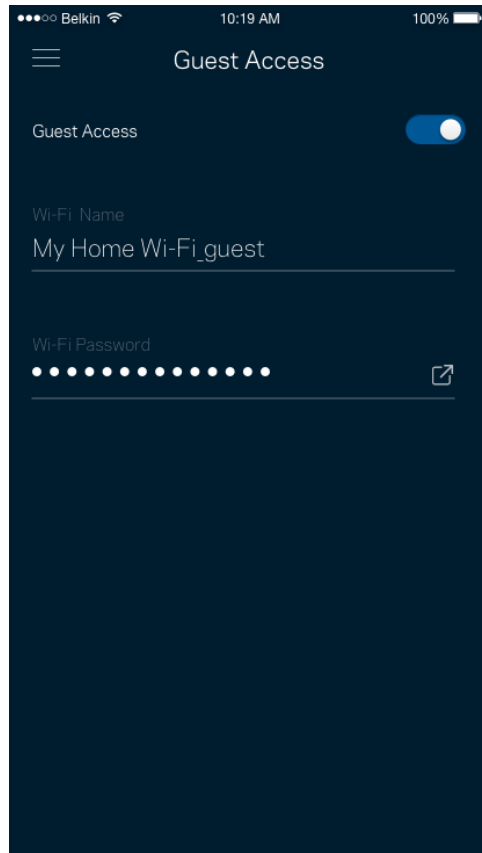 Belkin 10:19 AM 100%
Guest Access
Guest Access
Wi-Fi Name
My Home Wi-Fi_guest
Wi-Fi Password
●●●●●●●●●●●●●●